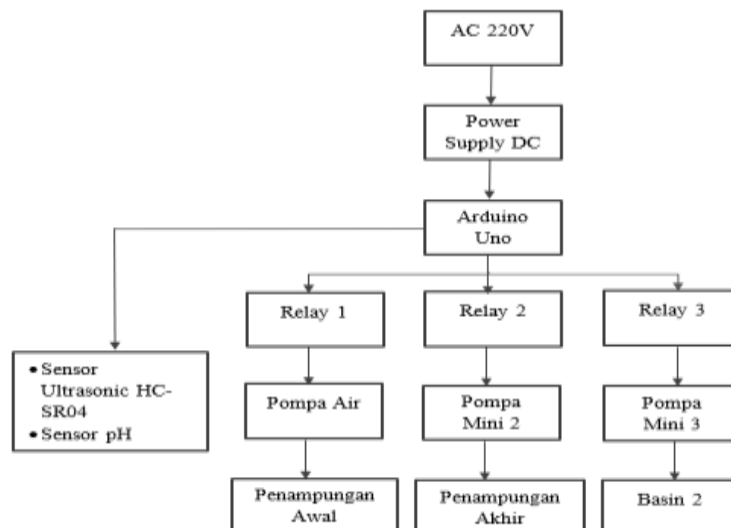 AC 220V
Power
Supply DC
Arduino
Uno
Relay 1
Relay 2
Relay 3
• Sensor
Ultrasonic HC-
SR04
• Sensor pH
Pompa Air
Pompa
Mini 2
Pompa
Mini 3
Penampungan
Awal
Penampungan
Akhir
Basin 2